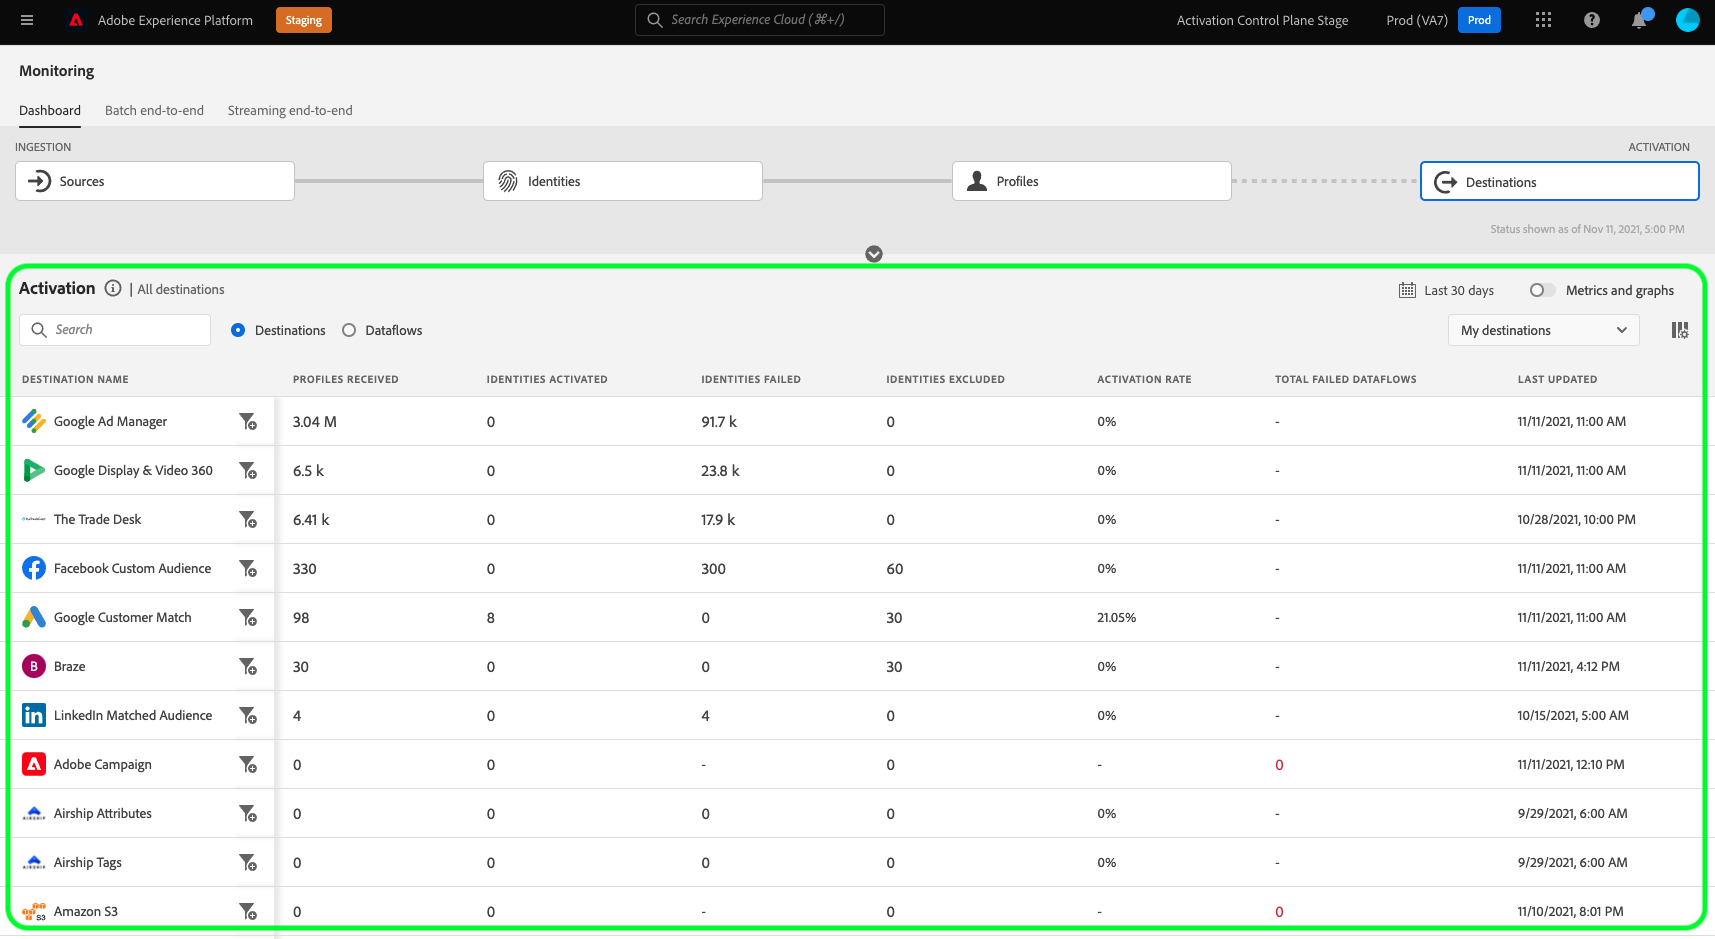 Adobe Experience Platform Staging Search Experience Cloud (⌘+/) Activation Control Plane Stage Prod (VA7) Prod
Monitoring
Dashboard Batch end-to-end Streaming end-to-end
INGESTION ACTIVATION
Sources Identities Profiles Destinations
Status shown as of Nov 11, 2021, 5:00 PM
Activation | All destinations Last 30 days Metrics and graphs
Search Destinations Dataflows My destinations
DESTINATION NAME PROFILES RECEIVED IDENTITIES ACTIVATED IDENTITIES FAILED IDENTITIES EXCLUDED ACTIVATION RATE TOTAL FAILED DATAFLOWS LAST UPDATED
Google Ad Manager 3.04 M 0 91.7 k 0 0% - 11/11/2021, 11:00 AM
Google Display & Video 360 6.5 k 0 23.8 k 0 0% - 11/11/2021, 11:00 AM
The Trade Desk 6.41 k 0 17.9 k 0 0% - 10/28/2021, 10:00 PM
Facebook Custom Audience 330 0 300 60 0% - 11/11/2021, 11:00 AM
Google Customer Match 98 8 0 30 21.05% - 11/11/2021, 11:00 AM
B Braze 30 0 0 30 0% - 11/11/2021, 4:12 PM
in LinkedIn Matched Audience 4 0 4 0 0% - 10/15/2021, 5:00 AM
Adobe Campaign 0 0 - 0 - 0 11/11/2021, 12:10 PM
AIRSHIP Airship Attributes 0 0 0 0 0% - 9/29/2021, 6:00 AM
AIRSHIP Airship Tags 0 0 0 0 0% - 9/29/2021, 6:00 AM
S3 Amazon S3 0 0 - 0 - 0 11/10/2021, 8:01 PM